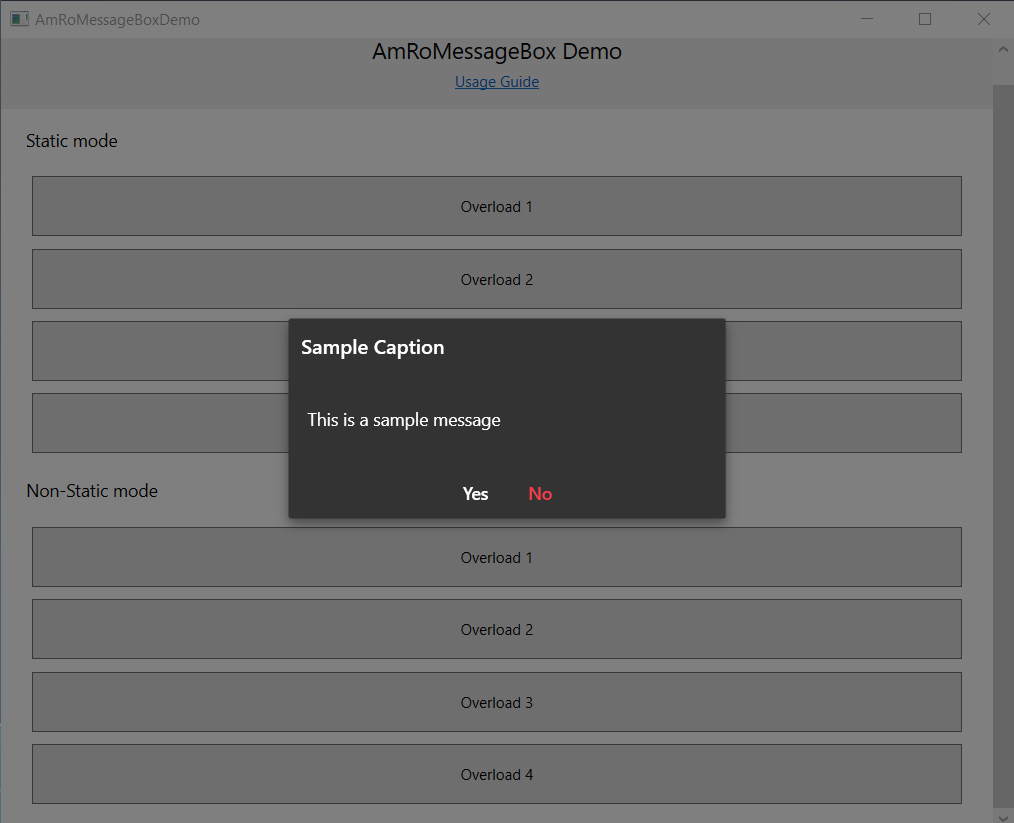 AmRoMessageBoxDemo
AmRoMessageBox Demo
Usage Guide
Static mode
Overload 1
Overload 2
Sample Caption
This is a sample message
Yes No
Non-Static mode
Overload 1
Overload 2
Overload 3
Overload 4